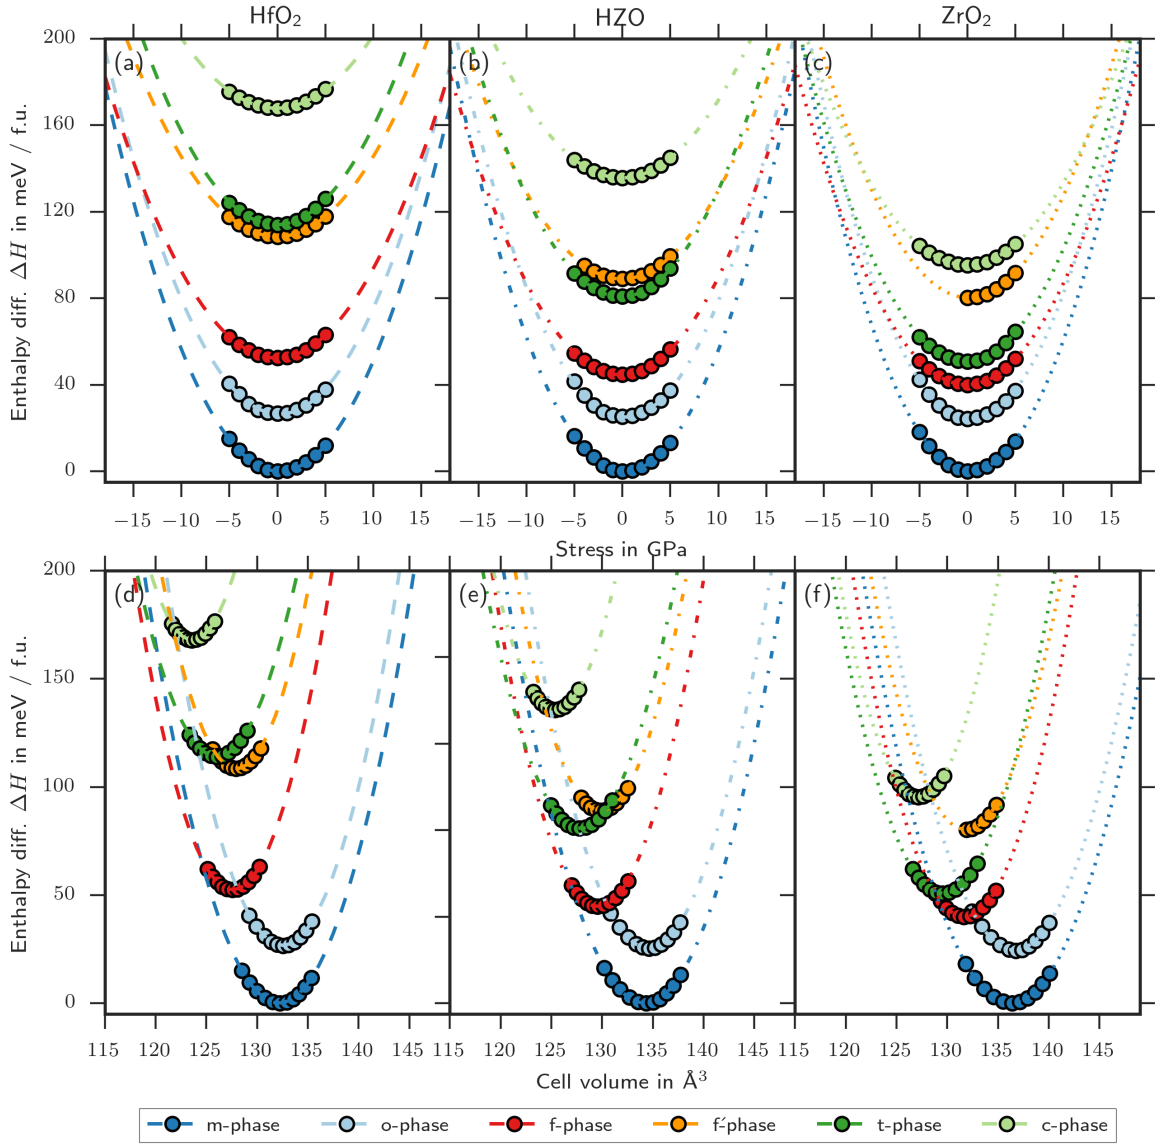 HfO₂ HZO ZrO₂
200 (a) (b) (c)
160
120
80
40
0
Enthalpy diff. ΔH in meV / f.u.
−15 −10 −5 0 5 10 15 −15 −10 −5 0 5 10 15 −15 −10 −5 0 5 10 15
Stress in GPa
200 (d) (e) (f)
150
100
50
0
Enthalpy diff. ΔH in meV / f.u.
115 120 125 130 135 140 145 115 120 125 130 135 140 145 115 120 125 130 135 140 145
Cell volume in Å³
m-phase o-phase f-phase f′-phase t-phase c-phase